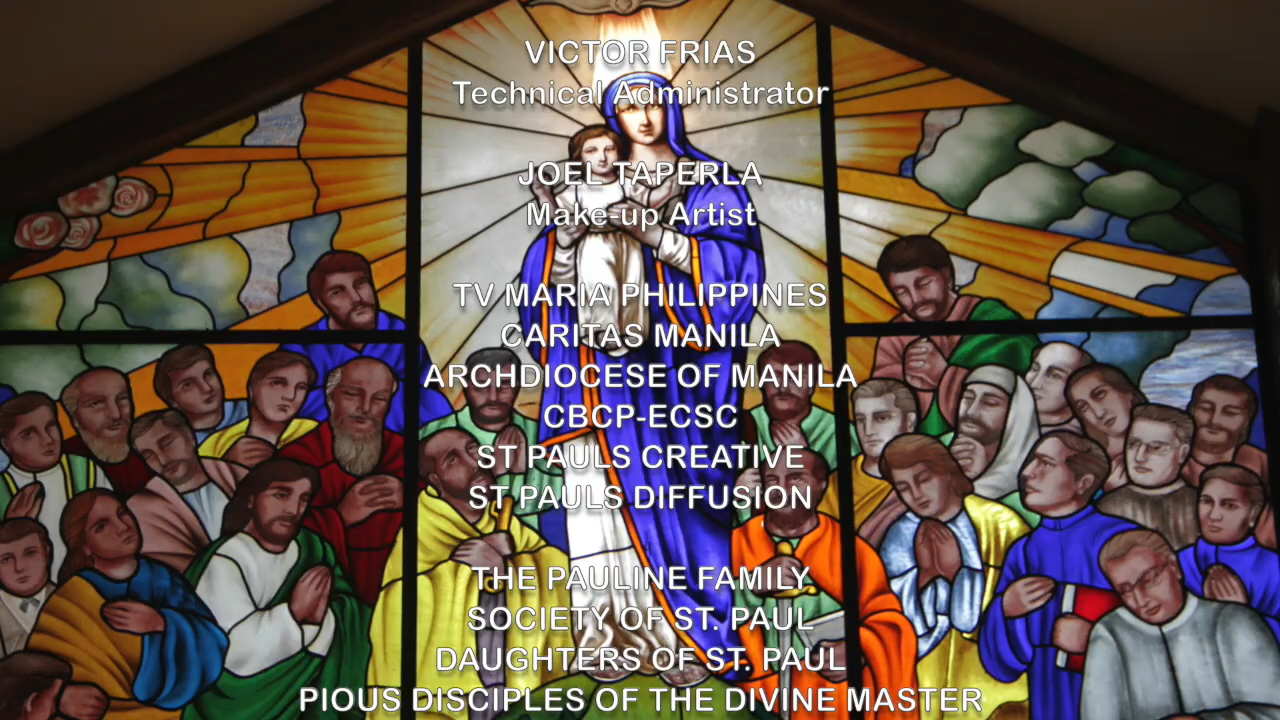 VICTOR FRIAS
Technical Administrator
JOEL TAPERLA
Make-up Artist
TV MARIA PHILIPPINES
CARITAS MANILA
ARCHDIOCESE OF MANILA
CBCP-ECSC
ST PAULS CREATIVE
ST PAULS DIFFUSION
THE PAULINE FAMILY
SOCIETY OF ST. PAUL
DAUGHTERS OF ST. PAUL
PIOUS DISCIPLES OF THE DIVINE MASTER